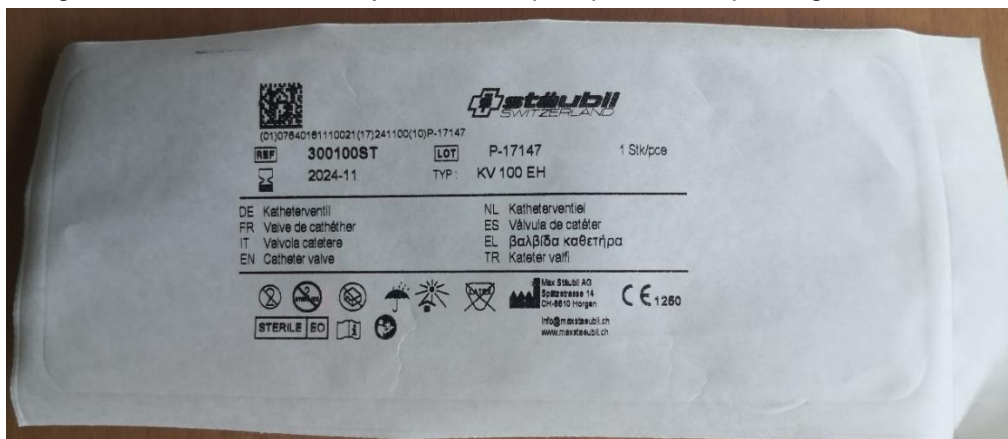 stäubli
SWITZERLAND
(01)07640161110021(17)241100(10)P-17147
REF 300100ST LOT P-17147 1 Stk/pce
2024-11 TYP: KV 100 EH
DE Katheterventil
FR Valve de cathéther
IT Valvola catetere
EN Catheter valve
NL Katheterventiel
ES Válvula de catéter
EL βαλβίδα καθετήρα
TR Kateter valfi
2
LATEX
Max Stäubli AG
Spätzstrasse 14
CH-8810 Horgen
CE 1250
STERILE EO
info@maxstaeubli.ch
www.maxstaeubli.ch